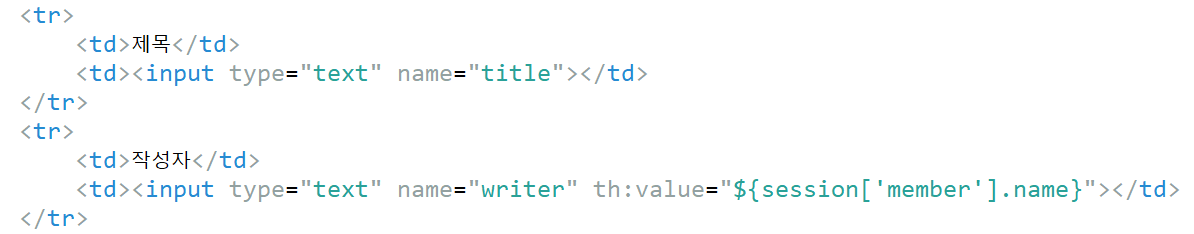 <tr>
    <td>제목</td>
    <td><input type="text" name="title"></td>
</tr>
<tr>
    <td>작성자</td>
    <td><input type="text" name="writer" th:value="${session['member'].name}"></td>
</tr>